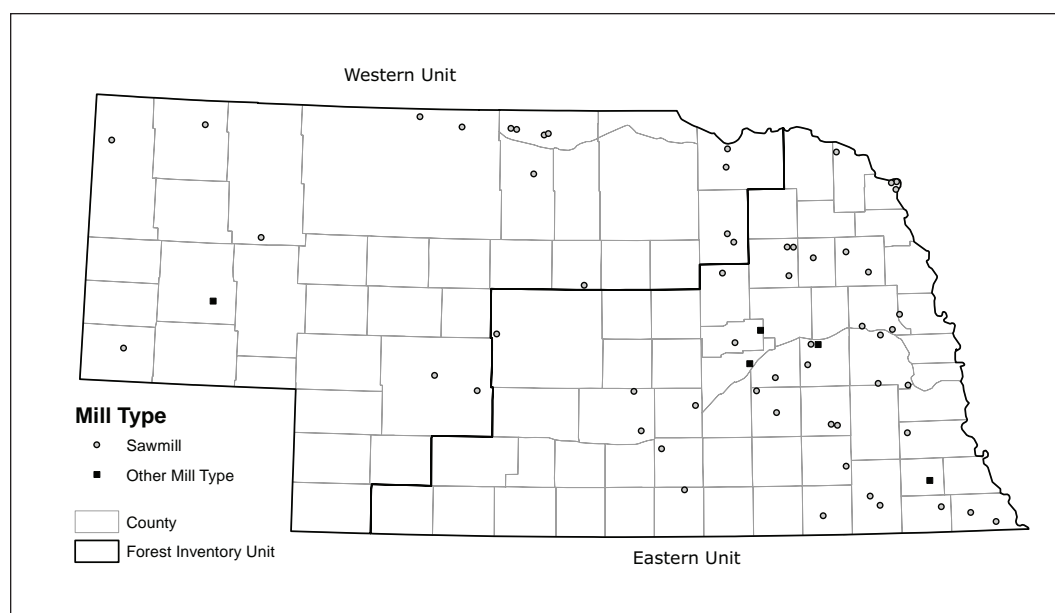 Western Unit
Mill Type
Sawmill
Other Mill Type
County
Forest Inventory Unit
Eastern Unit